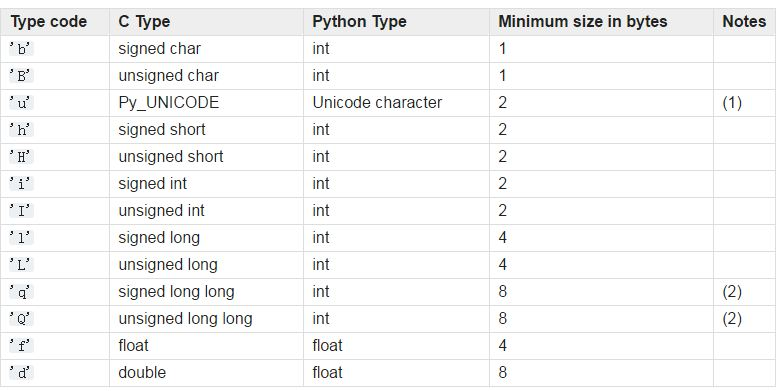 Type code C Type Python Type Minimum size in bytes Notes
'b' signed char int 1
'B' unsigned char int 1
'u' Py_UNICODE Unicode character 2 (1)
'h' signed short int 2
'H' unsigned short int 2
'i' signed int int 2
'I' unsigned int int 2
'l' signed long int 4
'L' unsigned long int 4
'q' signed long long int 8 (2)
'Q' unsigned long long int 8 (2)
'f' float float 4
'd' double float 8